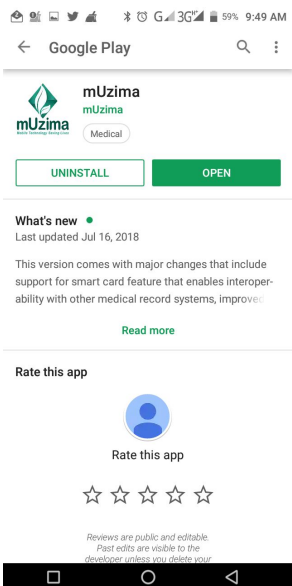 G 3G H+ 59% 9:49 AM
Google Play
mUzima
mUzima
Medical
mUzima
Mobile Technology Saving Lives
UNINSTALL OPEN
What's new
Last updated Jul 16, 2018
This version comes with major changes that include
support for smart card feature that enables interoper-
ability with other medical record systems, improved
Read more
Rate this app
Rate this app
Reviews are public and editable.
Past edits are visible to the
developer unless you delete your